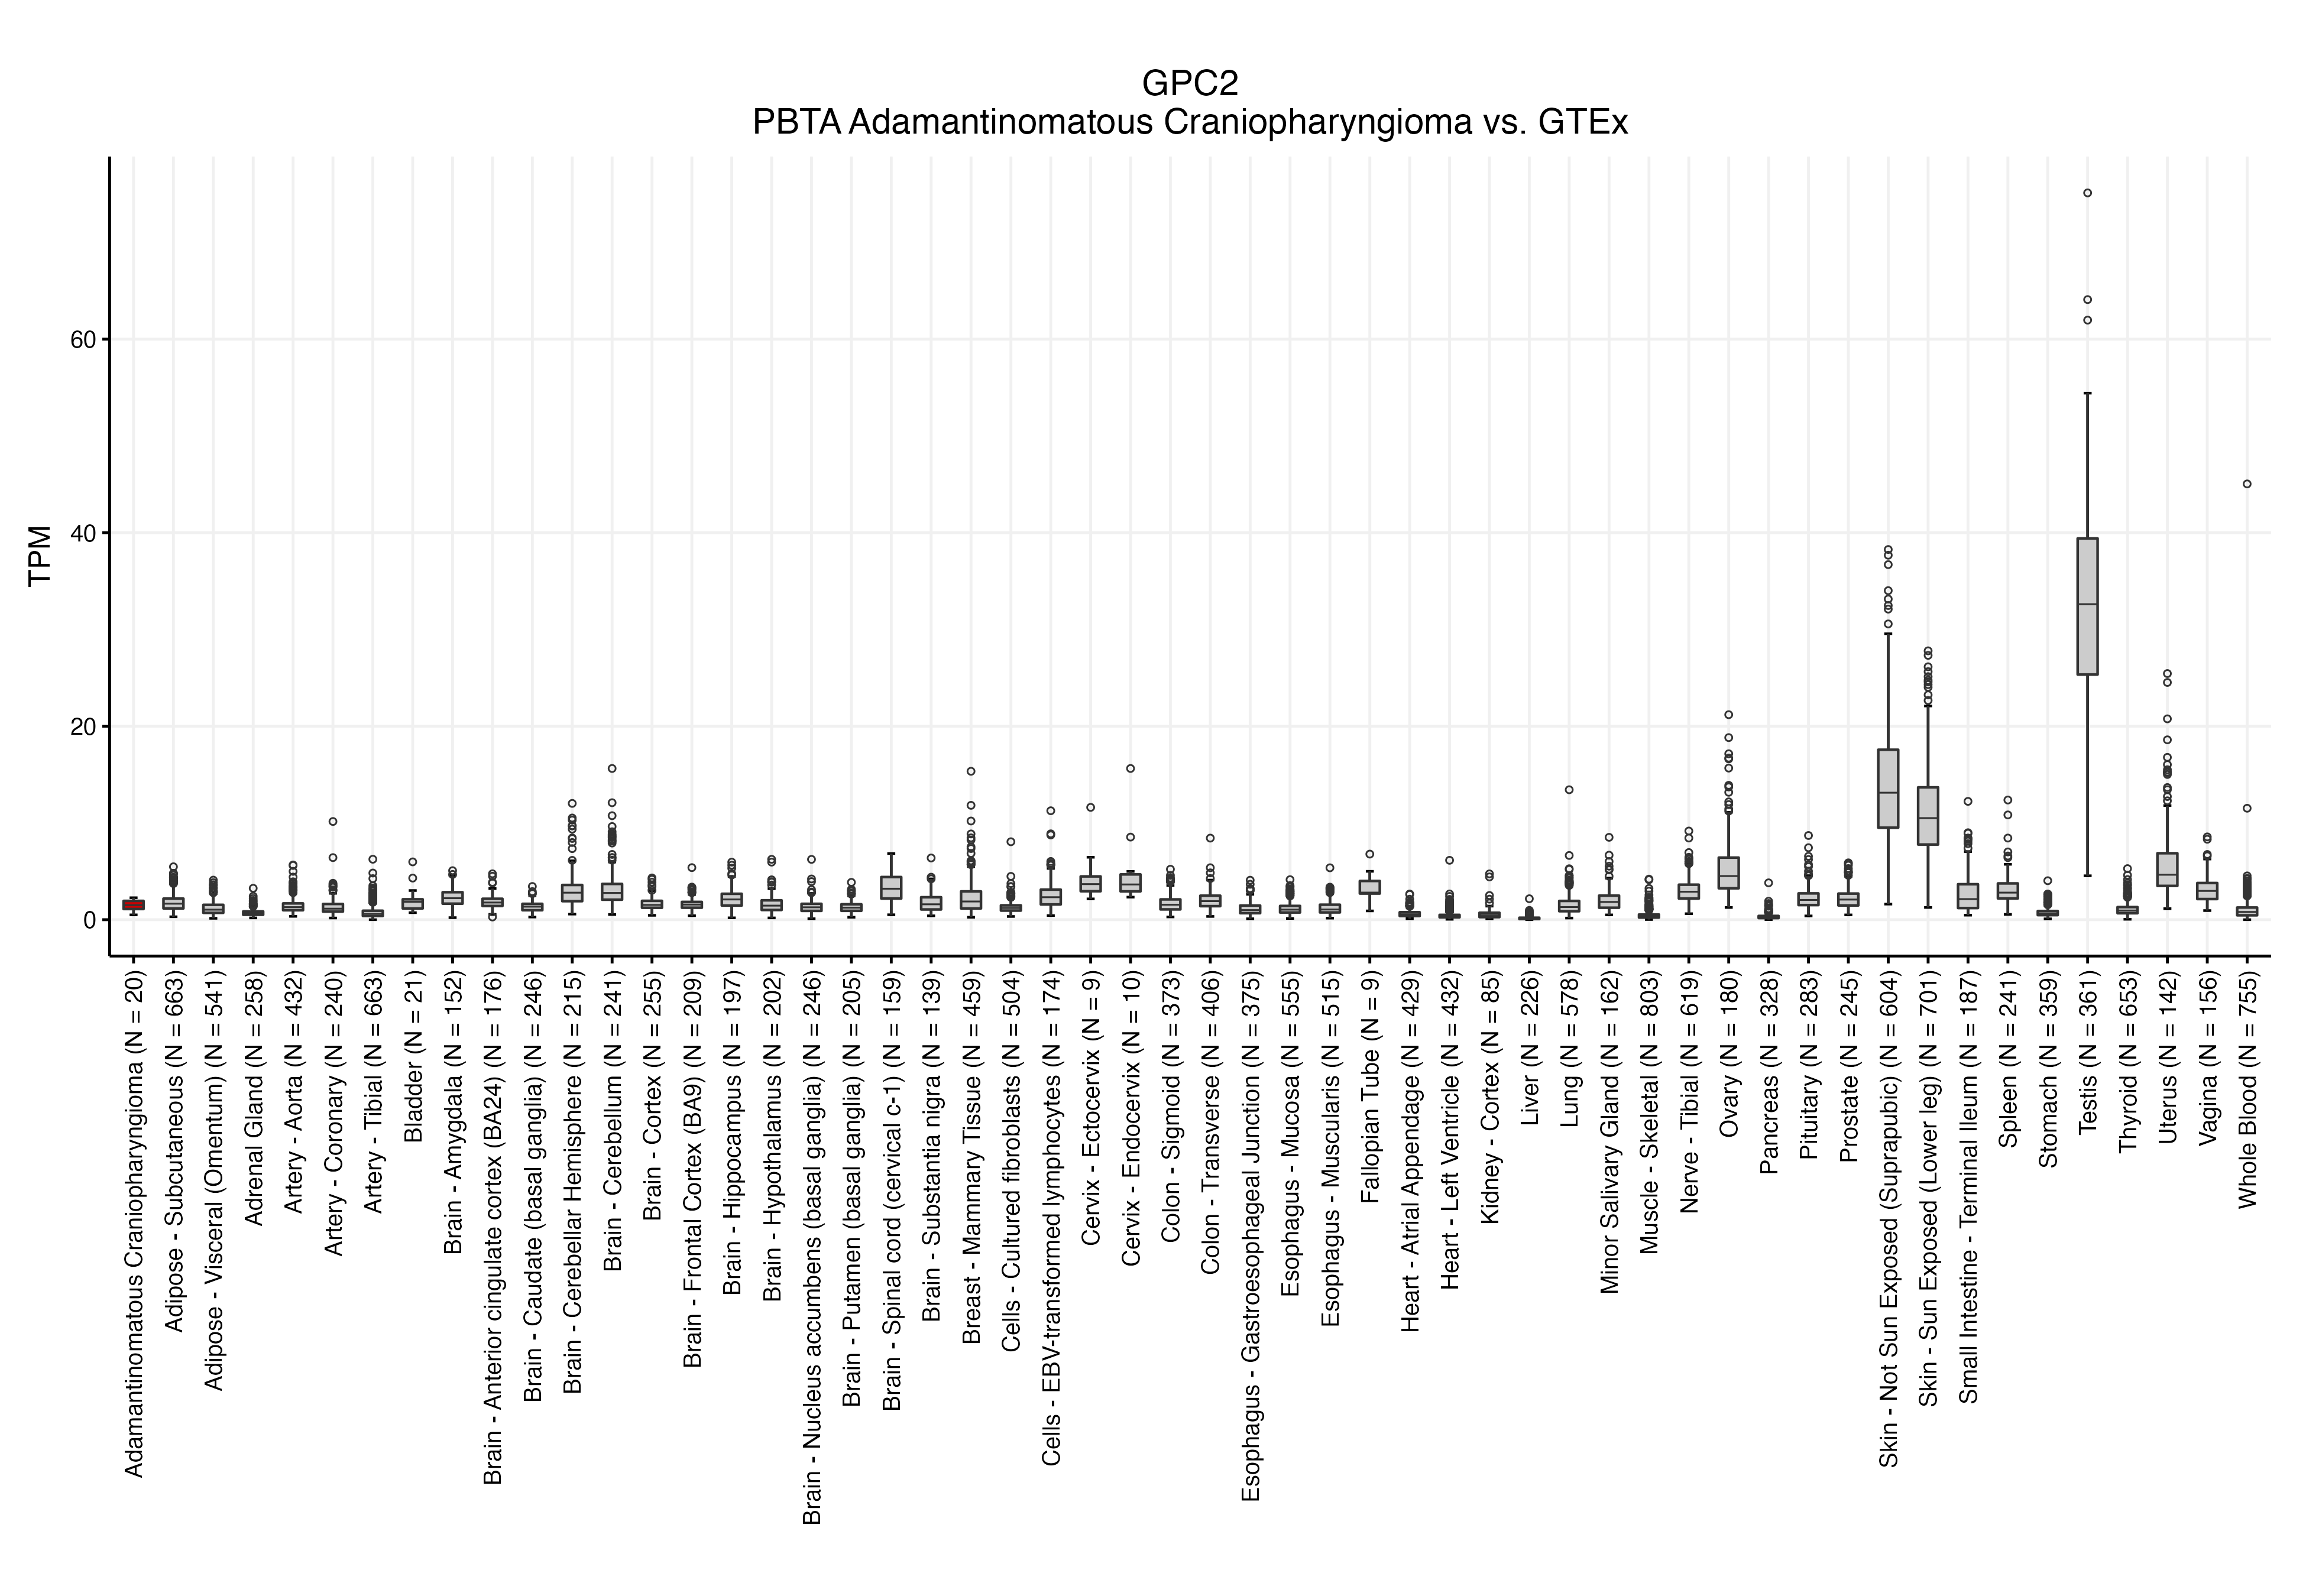 GPC2
PBTA Adamantinomatous Craniopharyngioma vs. GTEx
TPM
60
40
20
0
Adamantinomatous Craniopharyngioma (N = 20)
Adipose - Subcutaneous (N = 663)
Adipose - Visceral (Omentum) (N = 541)
Adrenal Gland (N = 258)
Artery - Aorta (N = 432)
Artery - Coronary (N = 240)
Artery - Tibial (N = 663)
Bladder (N = 21)
Brain - Amygdala (N = 152)
Brain - Anterior cingulate cortex (BA24) (N = 176)
Brain - Caudate (basal ganglia) (N = 246)
Brain - Cerebellar Hemisphere (N = 215)
Brain - Cerebellum (N = 241)
Brain - Cortex (N = 255)
Brain - Frontal Cortex (BA9) (N = 209)
Brain - Hippocampus (N = 197)
Brain - Hypothalamus (N = 202)
Brain - Nucleus accumbens (basal ganglia) (N = 246)
Brain - Putamen (basal ganglia) (N = 205)
Brain - Spinal cord (cervical c-1) (N = 159)
Brain - Substantia nigra (N = 139)
Breast - Mammary Tissue (N = 459)
Cells - Cultured fibroblasts (N = 504)
Cells - EBV-transformed lymphocytes (N = 174)
Cervix - Ectocervix (N = 9)
Cervix - Endocervix (N = 10)
Colon - Sigmoid (N = 373)
Colon - Transverse (N = 406)
Esophagus - Gastroesophageal Junction (N = 375)
Esophagus - Mucosa (N = 555)
Esophagus - Muscularis (N = 515)
Fallopian Tube (N = 9)
Heart - Atrial Appendage (N = 429)
Heart - Left Ventricle (N = 432)
Kidney - Cortex (N = 85)
Liver (N = 226)
Lung (N = 578)
Minor Salivary Gland (N = 162)
Muscle - Skeletal (N = 803)
Nerve - Tibial (N = 619)
Ovary (N = 180)
Pancreas (N = 328)
Pituitary (N = 283)
Prostate (N = 245)
Skin - Not Sun Exposed (Suprapubic) (N = 604)
Skin - Sun Exposed (Lower leg) (N = 701)
Small Intestine - Terminal Ileum (N = 187)
Spleen (N = 241)
Stomach (N = 359)
Testis (N = 361)
Thyroid (N = 653)
Uterus (N = 142)
Vagina (N = 156)
Whole Blood (N = 755)